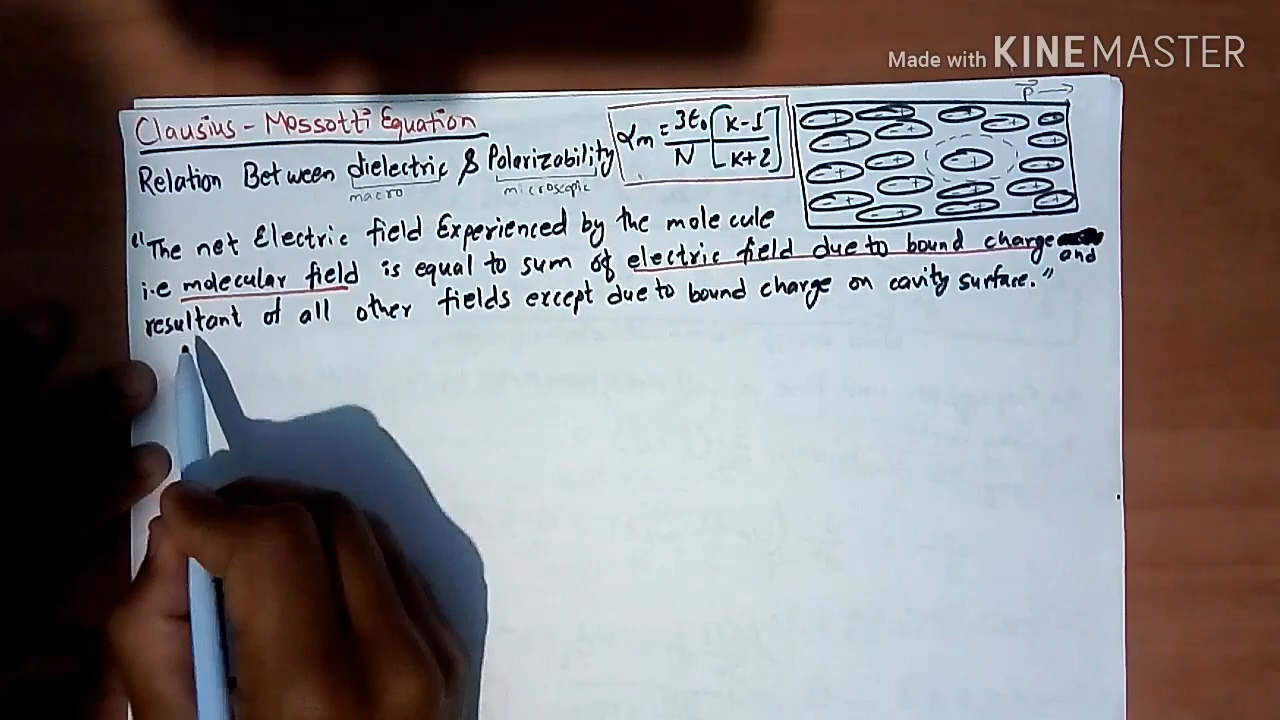 Made with KINEMASTER
P →
Clausius - Mossotti Equation
αm = 3ε0/N [K-1/K+2]
Relation Between dielectric & Polarizability
macro microscopic
"The net Electric field Experienced by the molecule
i.e molecular field is equal to sum of electric field due to bound charge and
resultant of all other fields except due to bound charge on cavity surface."